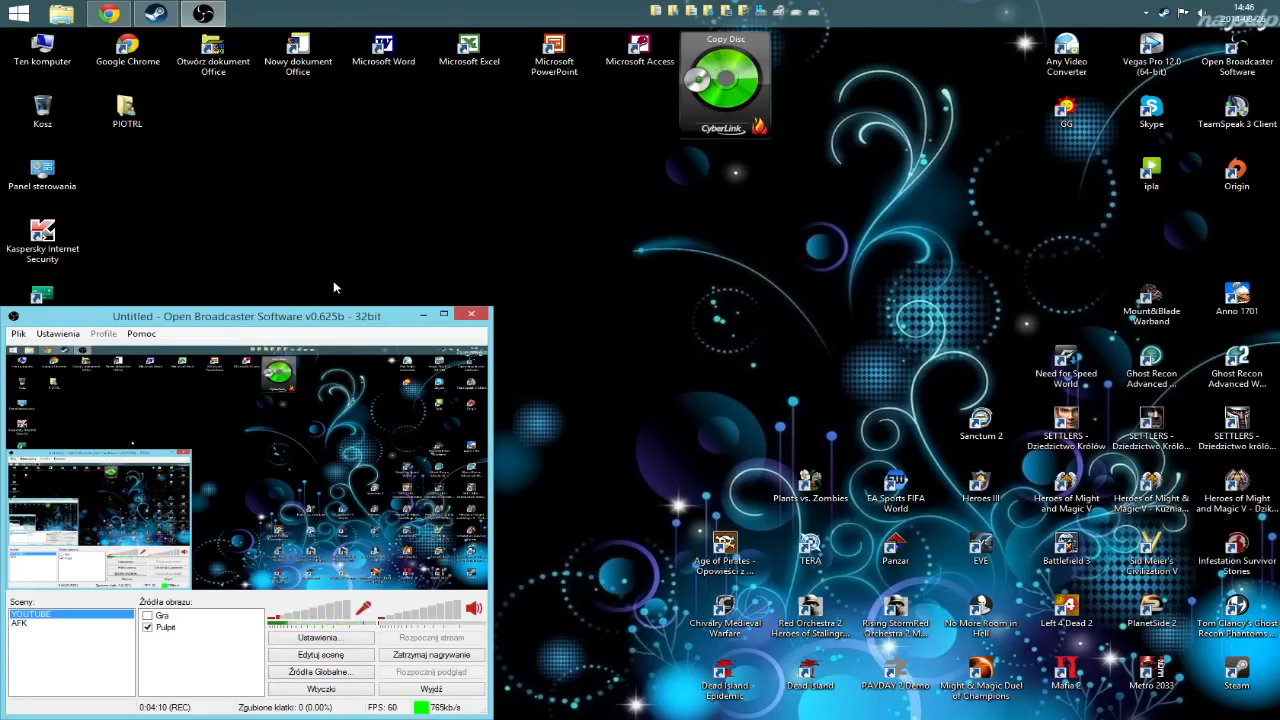 14:46
2014-08-26
Ten komputer
Google Chrome
Otwórz dokument
Office
Nowy dokument
Office
Microsoft Word
Microsoft Excel
Microsoft
PowerPoint
Microsoft Access
Copy Disc
CyberLink
Any Video
Converter
Vegas Pro 12.0
(64-bit)
Open Broadcaster
Software
Kosz
PIOTRL
GG
Skype
TeamSpeak 3 Client
Panel sterowania
ipla
Origin
Kaspersky Internet
Security
Mount&Blade
Warband
Anno 1701
Need for Speed
World
Ghost Recon
Advanced ...
Ghost Recon
Advanced W...
Sanctum 2
SETTLERS -
Dziedzictwo Królów
SETTLERS -
Dziedzictwo Króló...
SETTLERS -
Dziedzictwo Króló...
Plants vs. Zombies
EA Sports FIFA
World
Heroes III
Heroes of Might
and Magic V
Heroes of Might &
Magic V - Kuźnia...
Heroes of Might
and Magic V - Dzik...
Age of Pirates -
Opowieści z ...
TERA
Panzar
EVE
Battlefield 3
Sid Meier's
Civilization V
Infestation Survivor
Stories
Chivalry Medieval
Warfare
Red Orchestra 2
Heroes of Stalingr...
Rising StormRed
Orchestra 2 M...
No More Room in
Hell
Left 4 Dead 2
PlanetSide 2
Tom Clancy's Ghost
Recon Phantoms ...
Dead Island -
Epidemic
Dead Island
PAYDAY 2 Demo
Might & Magic Duel
of Champions
Mafia 2
Metro 2033
Steam
Untitled - Open Broadcaster Software v0.625b - 32bit
Plik Ustawienia Profile Pomoc
Sceny:
YOUTUBE
AFK
Źródła obrazu:
Gra
Pulpit
Ustawienia...
Rozpocznij stream
Edytuj scenę
Zatrzymaj nagrywanie
Źródła Globalne...
Rozpocznij podgląd
Wtyczki
Wyjdź
0:04:10 (REC)
Zgubione klatki: 0 (0.00%)
FPS: 60
765kb/s